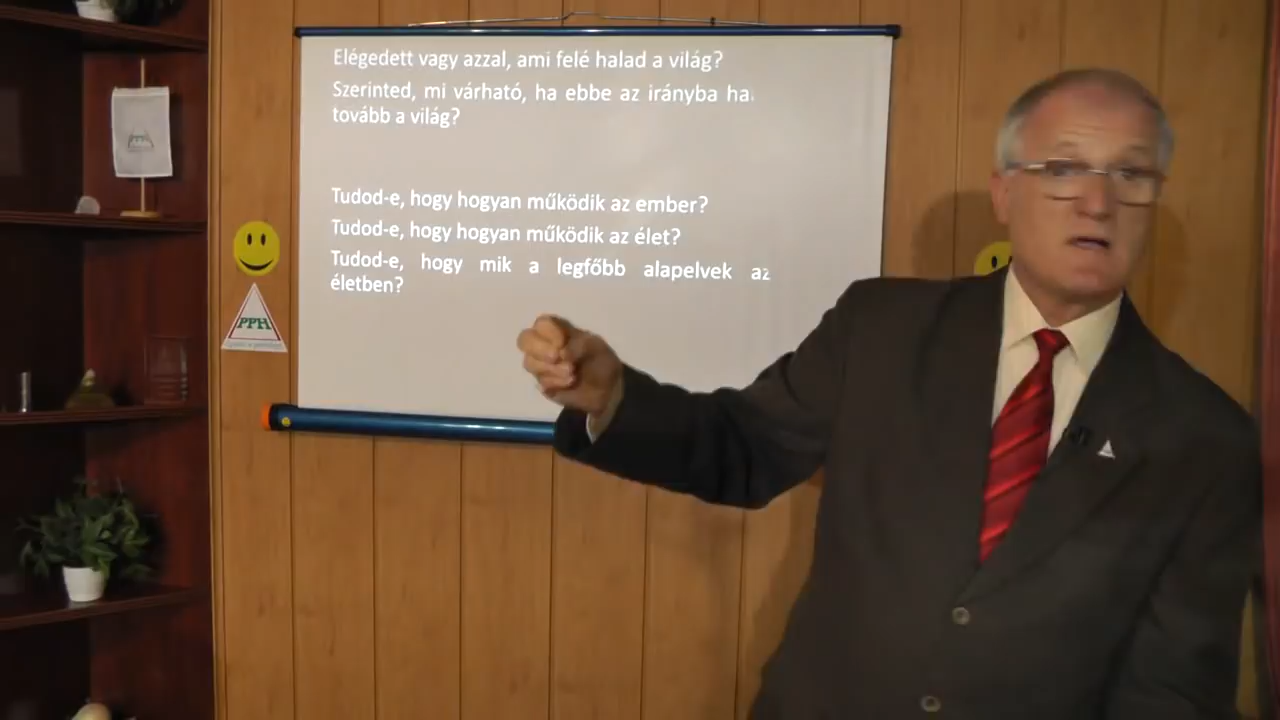 Elégedett vagy azzal, ami felé halad a világ?
Szerinted, mi várható, ha ebbe az irányba
tovább a világ?
Tudod-e, hogy hogyan működik az ember?
Tudod-e, hogy hogyan működik az élet?
Tudod-e, hogy mik a legfőbb alapelvek az
életben?
PPH